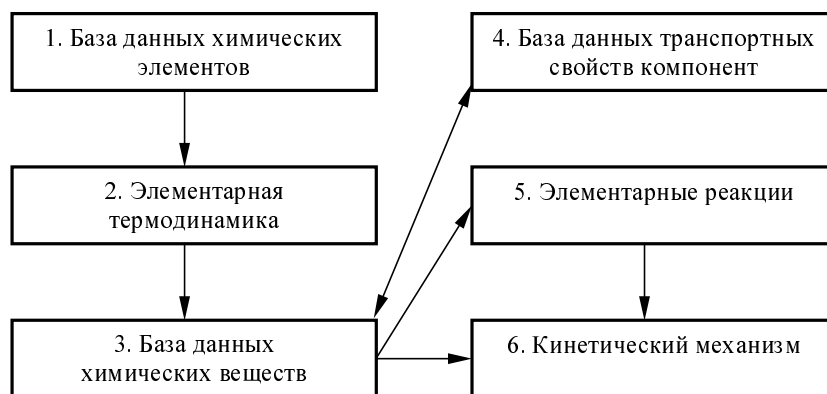 1. База данных химических
элементов
2. Элементарная
термодинамика
3. База данных
химических веществ
4. База данных транспортных
свойств компонент
5. Элементарные реакции
6. Кинетический механизм